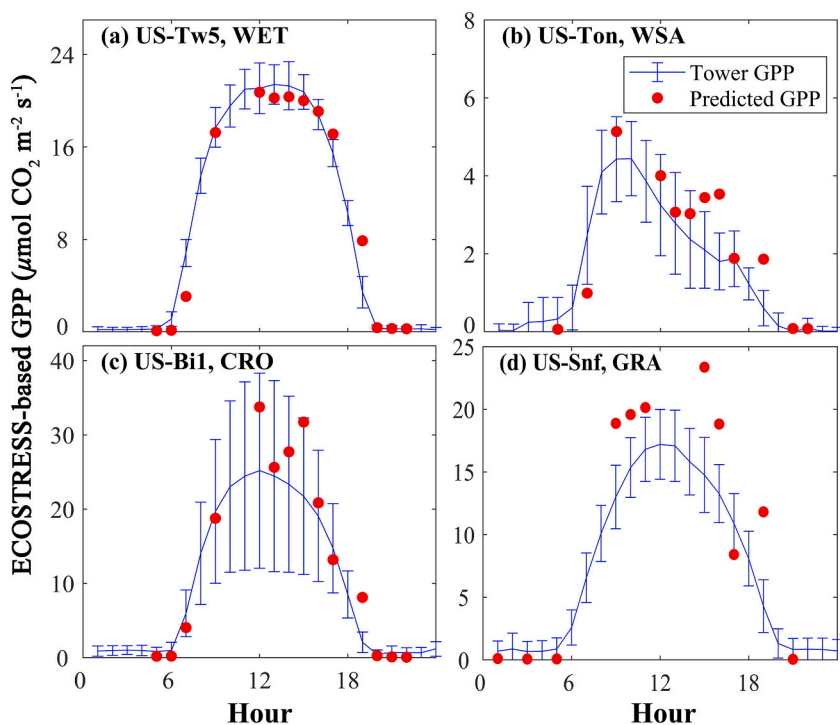 (a) US-Tw5, WET
24
16
8
0
(b) US-Ton, WSA
Tower GPP
Predicted GPP
8
6
4
2
0
ECOSTRESS-based GPP (μmol CO₂ m⁻² s⁻¹)
(c) US-Bi1, CRO
40
30
20
10
0
0 6 12 18
Hour
(d) US-Snf, GRA
25
20
15
10
5
0
0 6 12 18
Hour